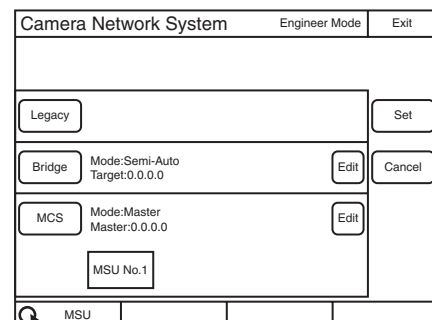 Camera Network System Engineer Mode Exit
Legacy Set
Bridge Mode:Semi-Auto Edit Cancel
Target:0.0.0.0
MCS Mode:Master Edit
Master:0.0.0.0
MSU No.1
MSU